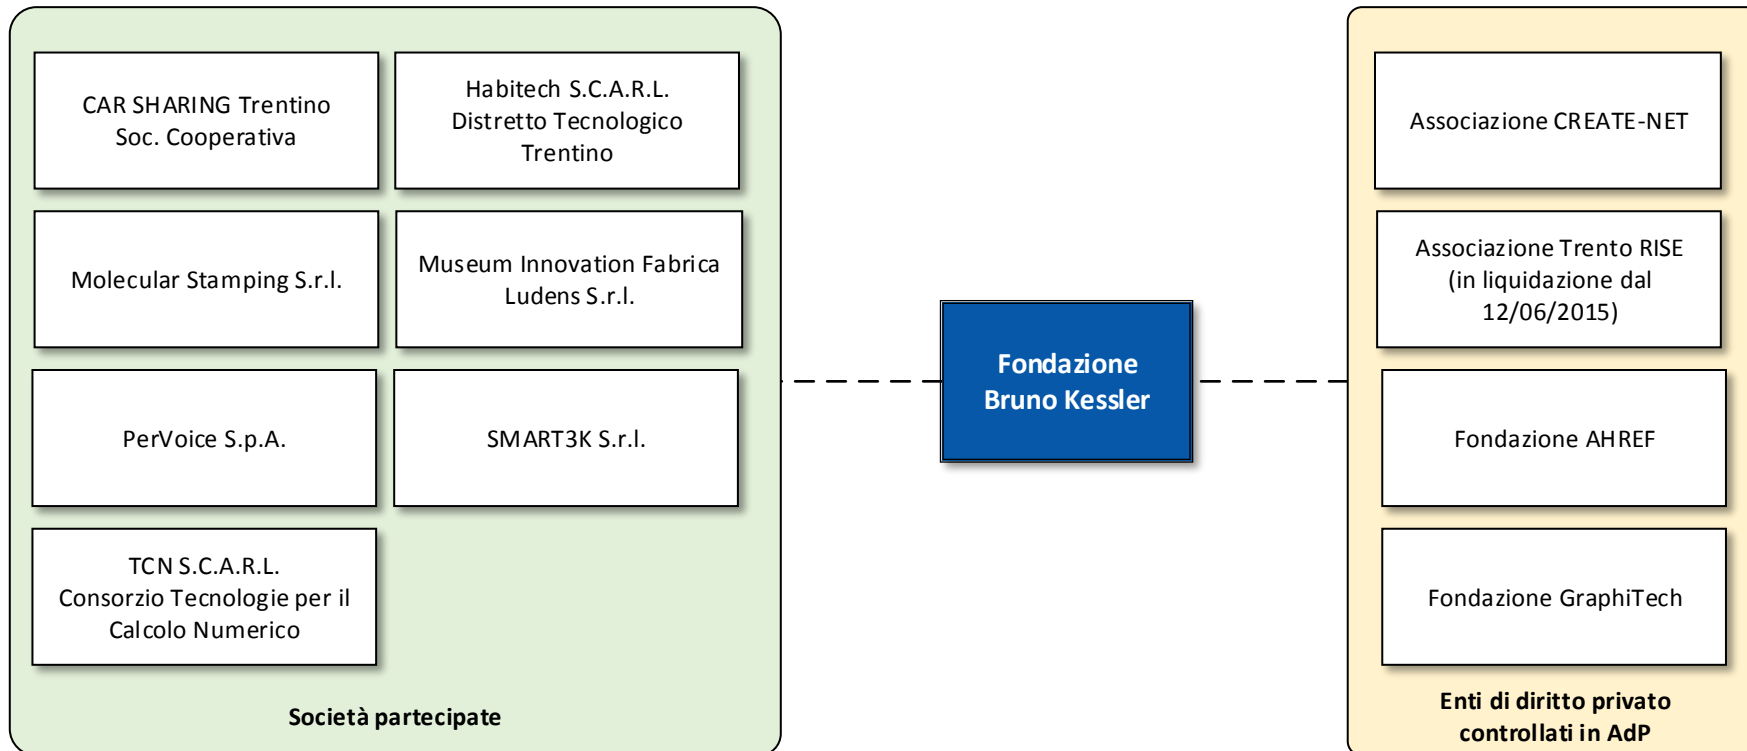 CAR SHARING Trentino
Soc. Cooperativa
Habitech S.C.A.R.L.
Distretto Tecnologico
Trentino
Molecular Stamping S.r.l.
Museum Innovation Fabrica
Ludens S.r.l.
PerVoice S.p.A.
SMART3K S.r.l.
TCN S.C.A.R.L.
Consorzio Tecnologie per il
Calcolo Numerico
Società partecipate
Fondazione
Bruno Kessler
Associazione CREATE-NET
Associazione Trento RISE
(in liquidazione dal
12/06/2015)
Fondazione AHREF
Fondazione GraphiTech
Enti di diritto privato
controllati in AdP